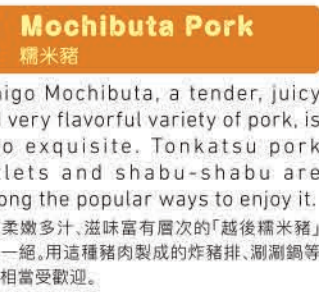 Mochibuta Pork
糯米豬
higo Mochibuta, a tender, juicy
very flavorful variety of pork, is
o exquisite. Tonkatsu pork
lets and shabu-shabu are
ong the popular ways to enjoy it.
柔嫩多汁、滋味富有層次的「越後糯米豬」
一絕。用這種豬肉製成的炸豬排、涮涮鍋等
相當受歡迎。